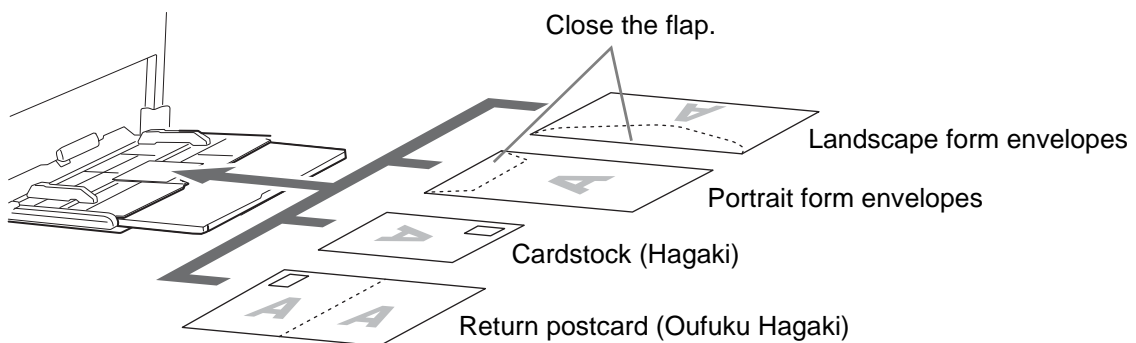 Close the flap.
A
Landscape form envelopes
A
Portrait form envelopes
A
Cardstock (Hagaki)
A A
Return postcard (Oufuku Hagaki)